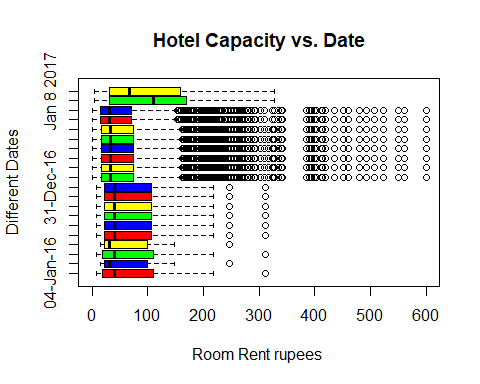 Hotel Capacity vs. Date
Different Dates
Jan 8 2017
31-Dec-16
04-Jan-16
0 100 200 300 400 500 600
Room Rent rupees